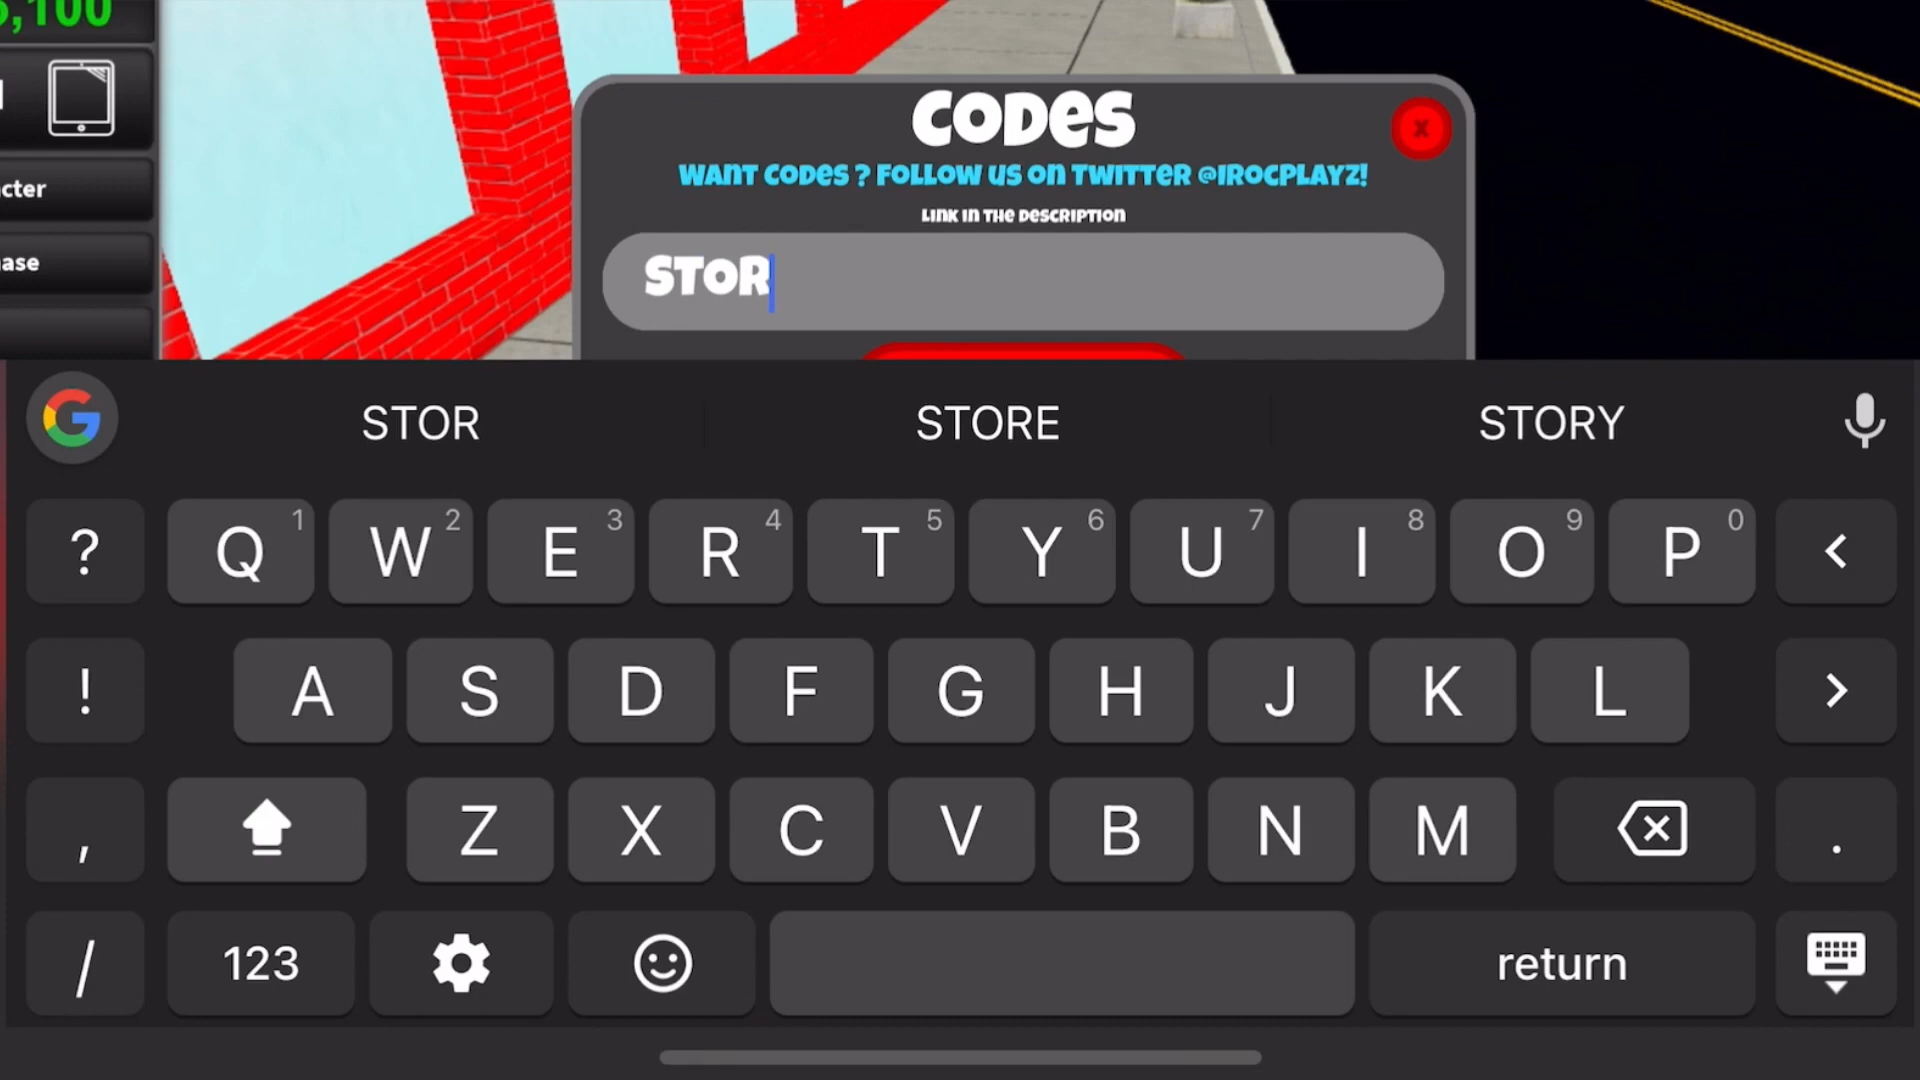 ,100
CODES
x
WANT CODES ? FOLLOW US ON TWITTER @IROCPLAYZ!
LINK IN THE DESCRIPTION
cter
STOR
ase
G STOR STORE STORY
? Q 1 W 2 E 3 R 4 T 5 Y 6 U 7 I 8 O 9 P 0 <
! A S D F G H J K L >
, Z X C V B N M .
/ 123 return